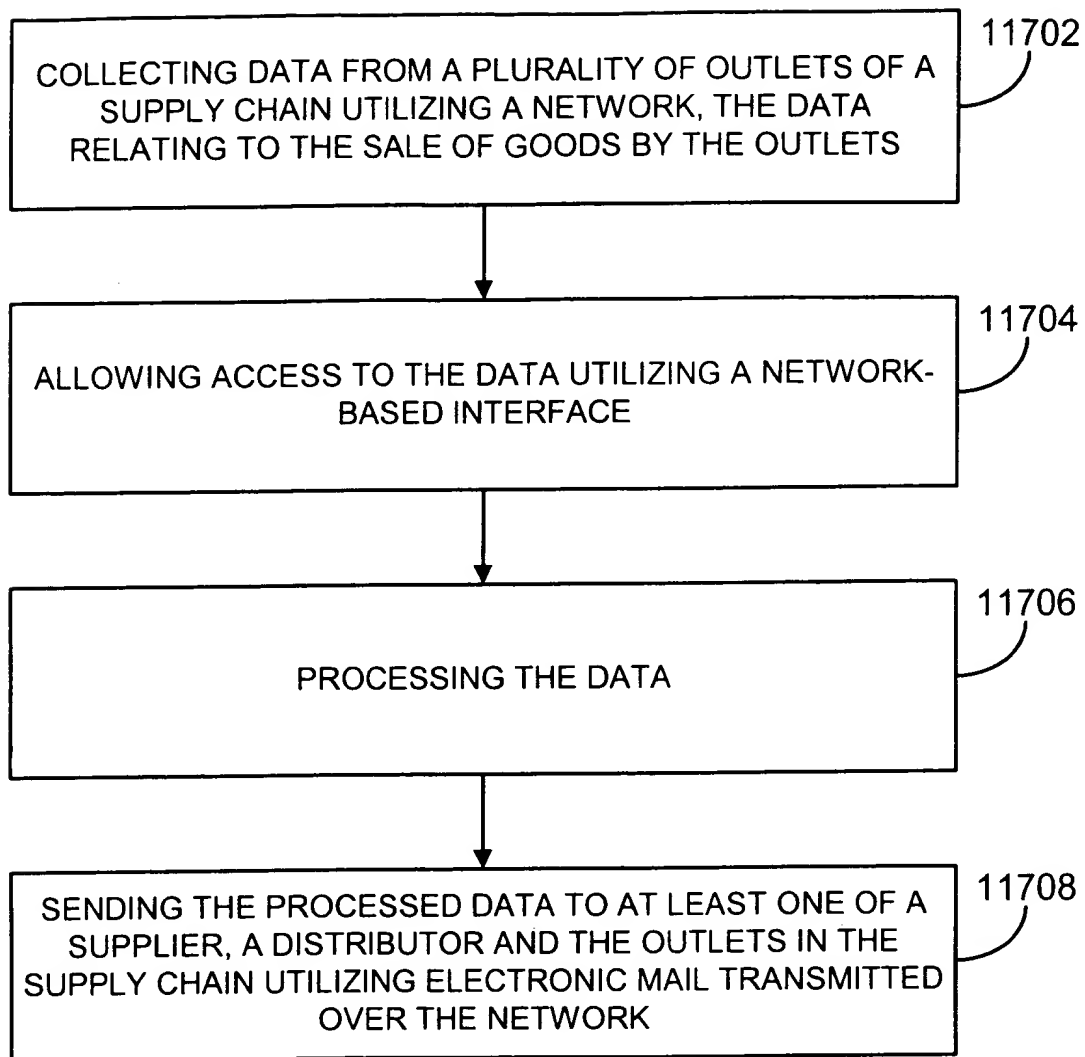 11702
COLLECTING DATA FROM A PLURALITY OF OUTLETS OF A
SUPPLY CHAIN UTILIZING A NETWORK, THE DATA
RELATING TO THE SALE OF GOODS BY THE OUTLETS
11704
ALLOWING ACCESS TO THE DATA UTILIZING A NETWORK-
BASED INTERFACE
11706
PROCESSING THE DATA
11708
SENDING THE PROCESSED DATA TO AT LEAST ONE OF A
SUPPLIER, A DISTRIBUTOR AND THE OUTLETS IN THE
SUPPLY CHAIN UTILIZING ELECTRONIC MAIL TRANSMITTED
OVER THE NETWORK